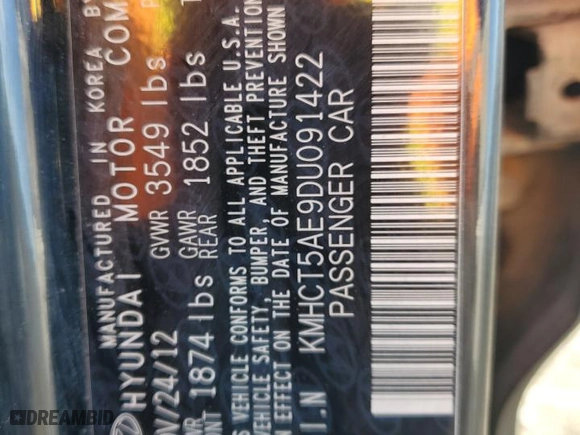 MANUFACTURED IN KOREA BY
HYUNDAI MOTOR COM
/24/12 GVWR 3549 lbs
GAWR
1874 lbs REAR 1852 lbs
VEHICLE CONFORMS TO ALL APPLICABLE U.S.A.
VEHICLE SAFETY, BUMPER, AND THEFT PREVENTION
IN EFFECT ON THE DATE OF MANUFACTURE SHOWN
I.N KMHCT5AE9DU091422
PASSENGER CAR
DREAMBID